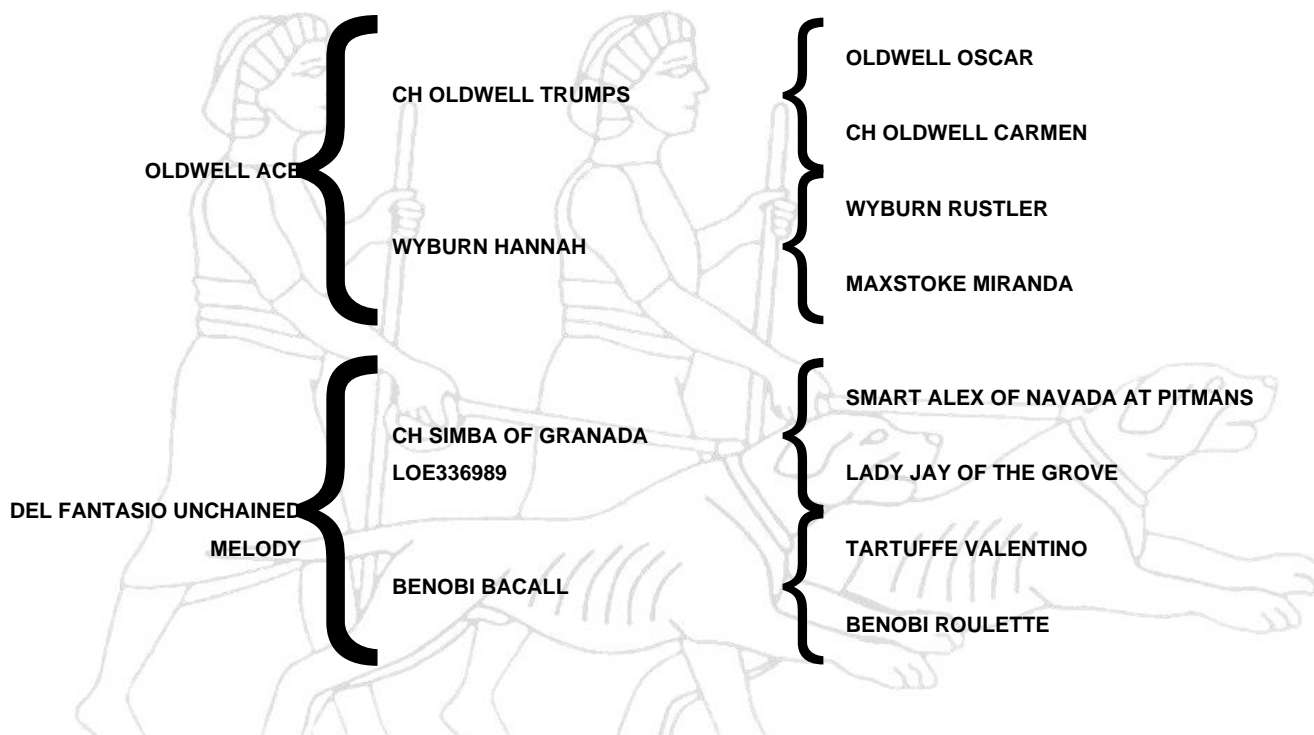 OLDWELL OSCAR
CH OLDWELL TRUMPS
CH OLDWELL CARMEN
OLDWELL ACE
WYBURN RUSTLER
WYBURN HANNAH
MAXSTOKE MIRANDA
SMART ALEX OF NAVADA AT PITMANS
CH SIMBA OF GRANADA
LOE336989
LADY JAY OF THE GROVE
DEL FANTASIO UNCHAINED
MELODY
TARTUFFE VALENTINO
BENOBI BACALL
BENOBI ROULETTE